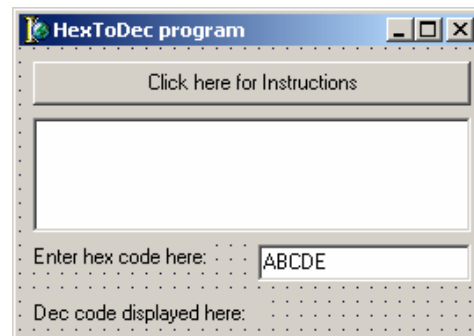 HexToDec program
Click here for Instructions
Enter hex code here: ABCDE
Dec code displayed here: